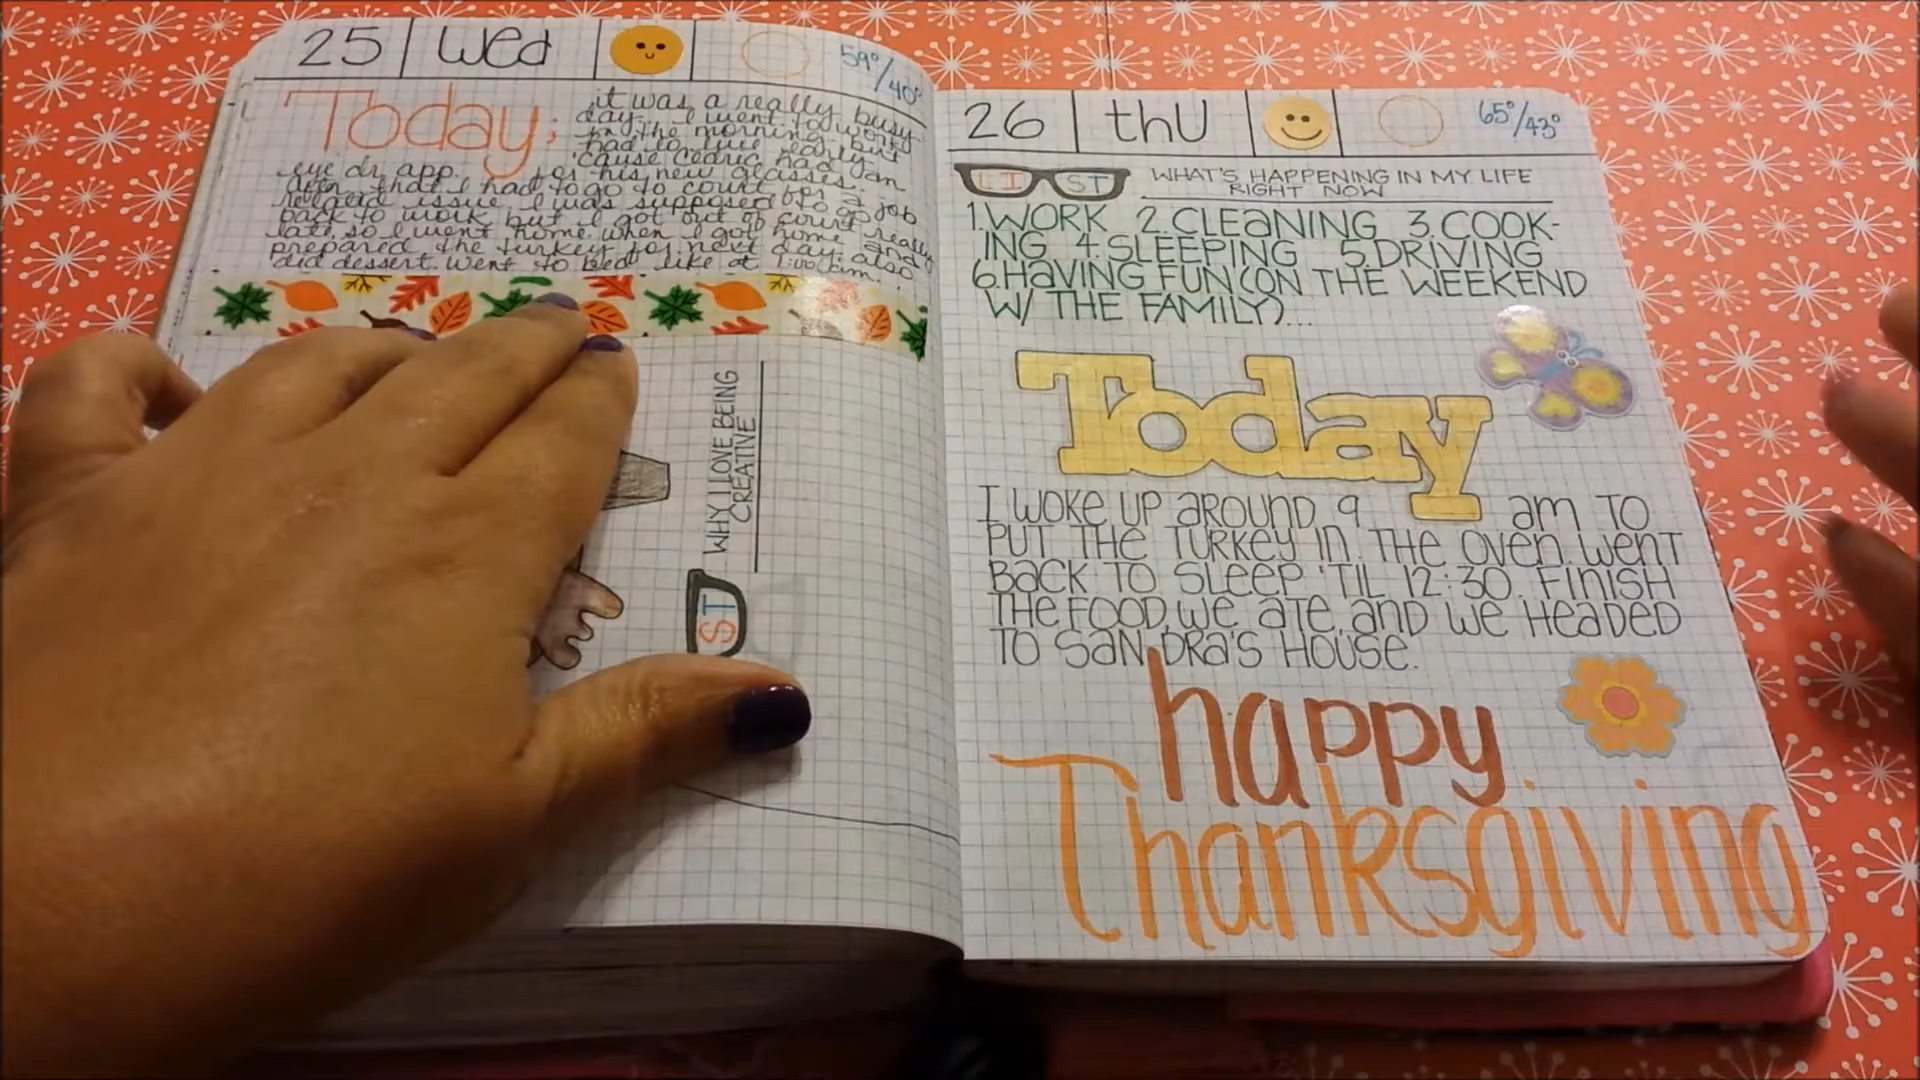 25 Wed 59°/40°
Today;
it was a really busy
day. I went to work
in the morning but
had to leave early
'cause Cedric had an
eye dr app. for his new glasses.
after that I had to go to court for a job
related issue I was supposed to go
back to work but I got out of court really
late, so I went home when I got home and
prepared the turkey for next day. also
did dessert. Went to bed like at 1:00am.
WHY I LOVE BEING
CREATIVE
ST
26 thU 65°/43°
LIST WHAT'S HAPPENING IN MY LIFE
RIGHT NOW
1. WORK 2. CLEaNING 3. COOK-
ING 4. SLEEPING 5. DRIVING
6. HaVING FUN (ON THE WEEKEND
W/ THE FAMILY)...
Today
I WOKE UP aROUND 9 am TO
PUT THE TURKEY IN THE OVEN. WENT
BaCK TO SLEEP 'TIL 12:30. FINISH
THE FOOD, WE aTE, aND WE HEaDED
TO SaNDRa'S HOUSE.
happy
Thanksgiving